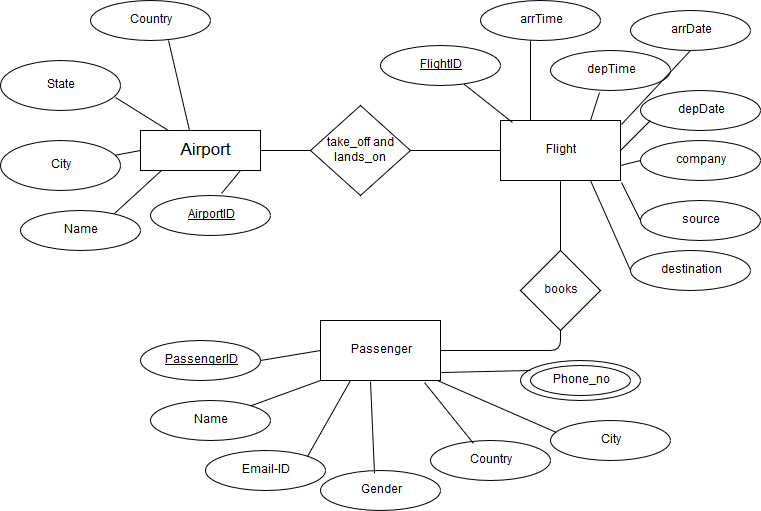 Country
arrTime
arrDate
FlightID
depTime
State
depDate
Airport
take_off and
lands_on
Flight
City
company
AirportID
Name
source
destination
books
PassengerID
Passenger
Phone_no
Name
City
Email-ID
Country
Gender